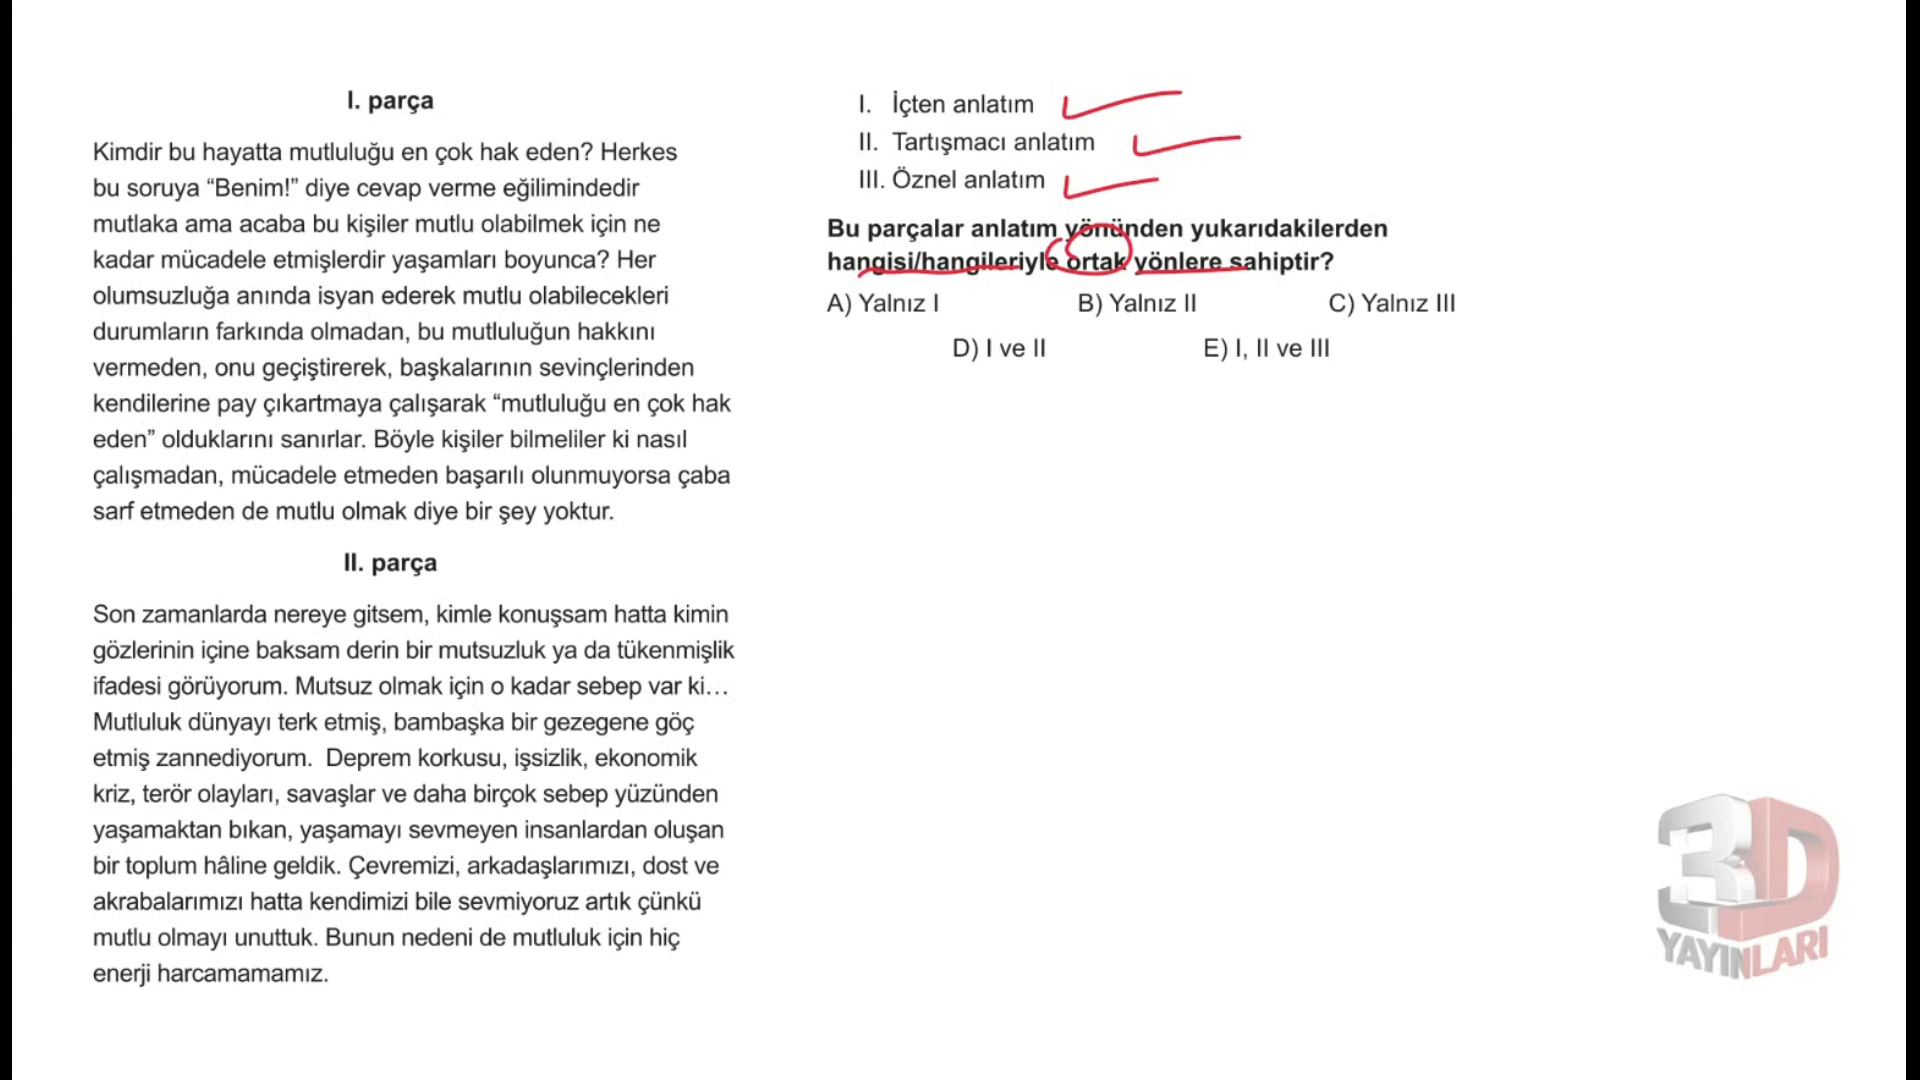 I. parça
Kimdir bu hayatta mutluluğu en çok hak eden? Herkes
bu soruya “Benim!” diye cevap verme eğilimindedir
mutlaka ama acaba bu kişiler mutlu olabilmek için ne
kadar mücadele etmişlerdir yaşamları boyunca? Her
olumsuzluğa anında isyan ederek mutlu olabilecekleri
durumların farkında olmadan, bu mutluluğun hakkını
vermeden, onu geçiştirerek, başkalarının sevinçlerinden
kendilerine pay çıkartmaya çalışarak “mutluluğu en çok hak
eden” olduklarını sanırlar. Böyle kişiler bilmeliler ki nasıl
çalışmadan, mücadele etmeden başarılı olunmuyorsa çaba
sarf etmeden de mutlu olmak diye bir şey yoktur.
II. parça
Son zamanlarda nereye gitsem, kimle konuşsam hatta kimin
gözlerinin içine baksam derin bir mutsuzluk ya da tükenmişlik
ifadesi görüyorum. Mutsuz olmak için o kadar sebep var ki…
Mutluluk dünyayı terk etmiş, bambaşka bir gezegene göç
etmiş zannediyorum. Deprem korkusu, işsizlik, ekonomik
kriz, terör olayları, savaşlar ve daha birçok sebep yüzünden
yaşamaktan bıkan, yaşamayı sevmeyen insanlardan oluşan
bir toplum hâline geldik. Çevremizi, arkadaşlarımızı, dost ve
akrabalarımızı hatta kendimizi bile sevmiyoruz artık çünkü
mutlu olmayı unuttuk. Bunun nedeni de mutluluk için hiç
enerji harcamamamız.
I. İçten anlatım
II. Tartışmacı anlatım
III. Öznel anlatım
Bu parçalar anlatım yönünden yukarıdakilerden
hangisi/hangileriyle ortak yönlere sahiptir?
A) Yalnız I B) Yalnız II C) Yalnız III
D) I ve II E) I, II ve III
3D
YAYINLARI